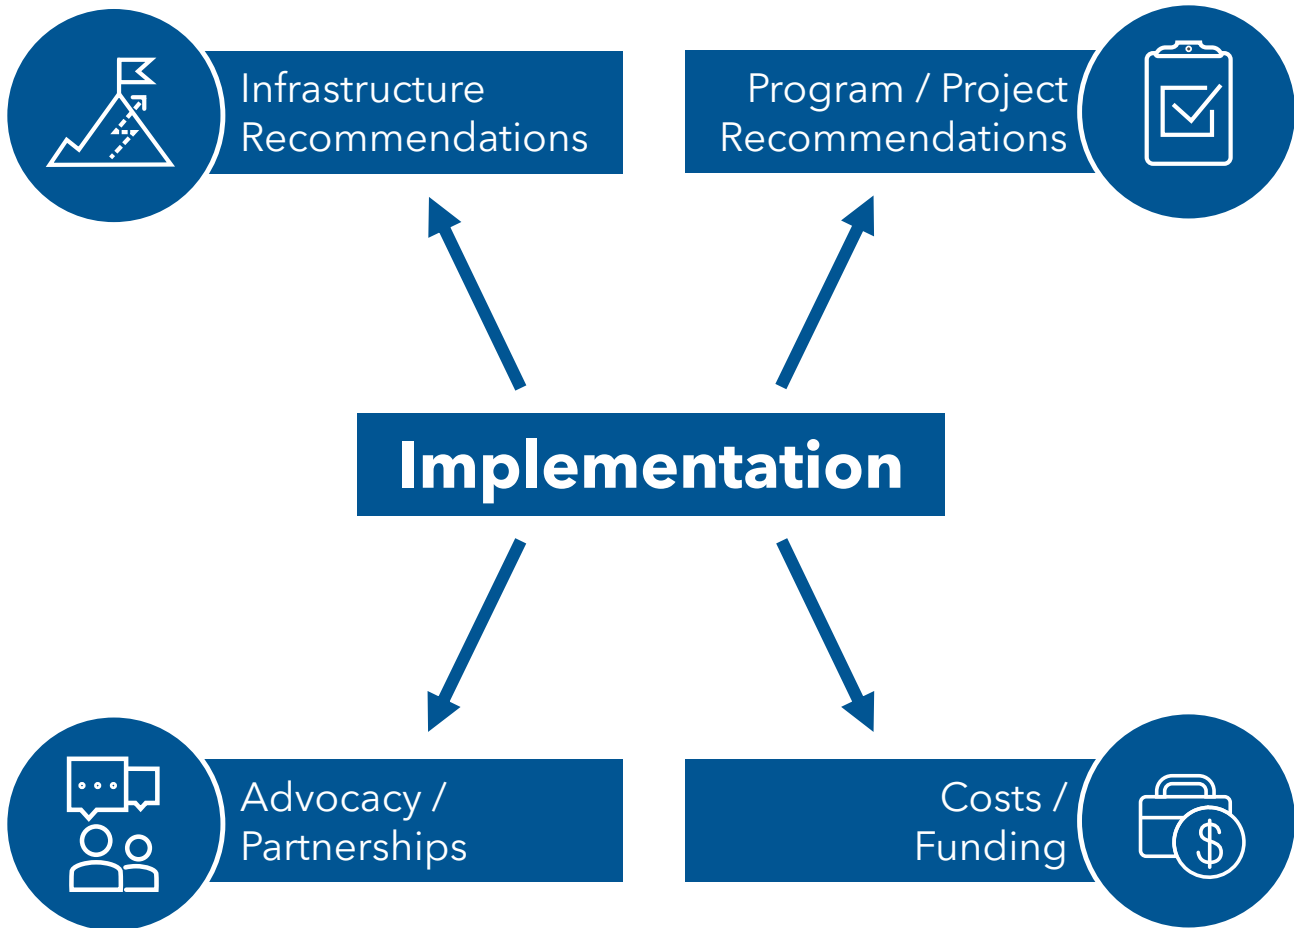 Infrastructure
Recommendations
Program / Project
Recommendations
Implementation
Advocacy /
Partnerships
Costs /
Funding
$